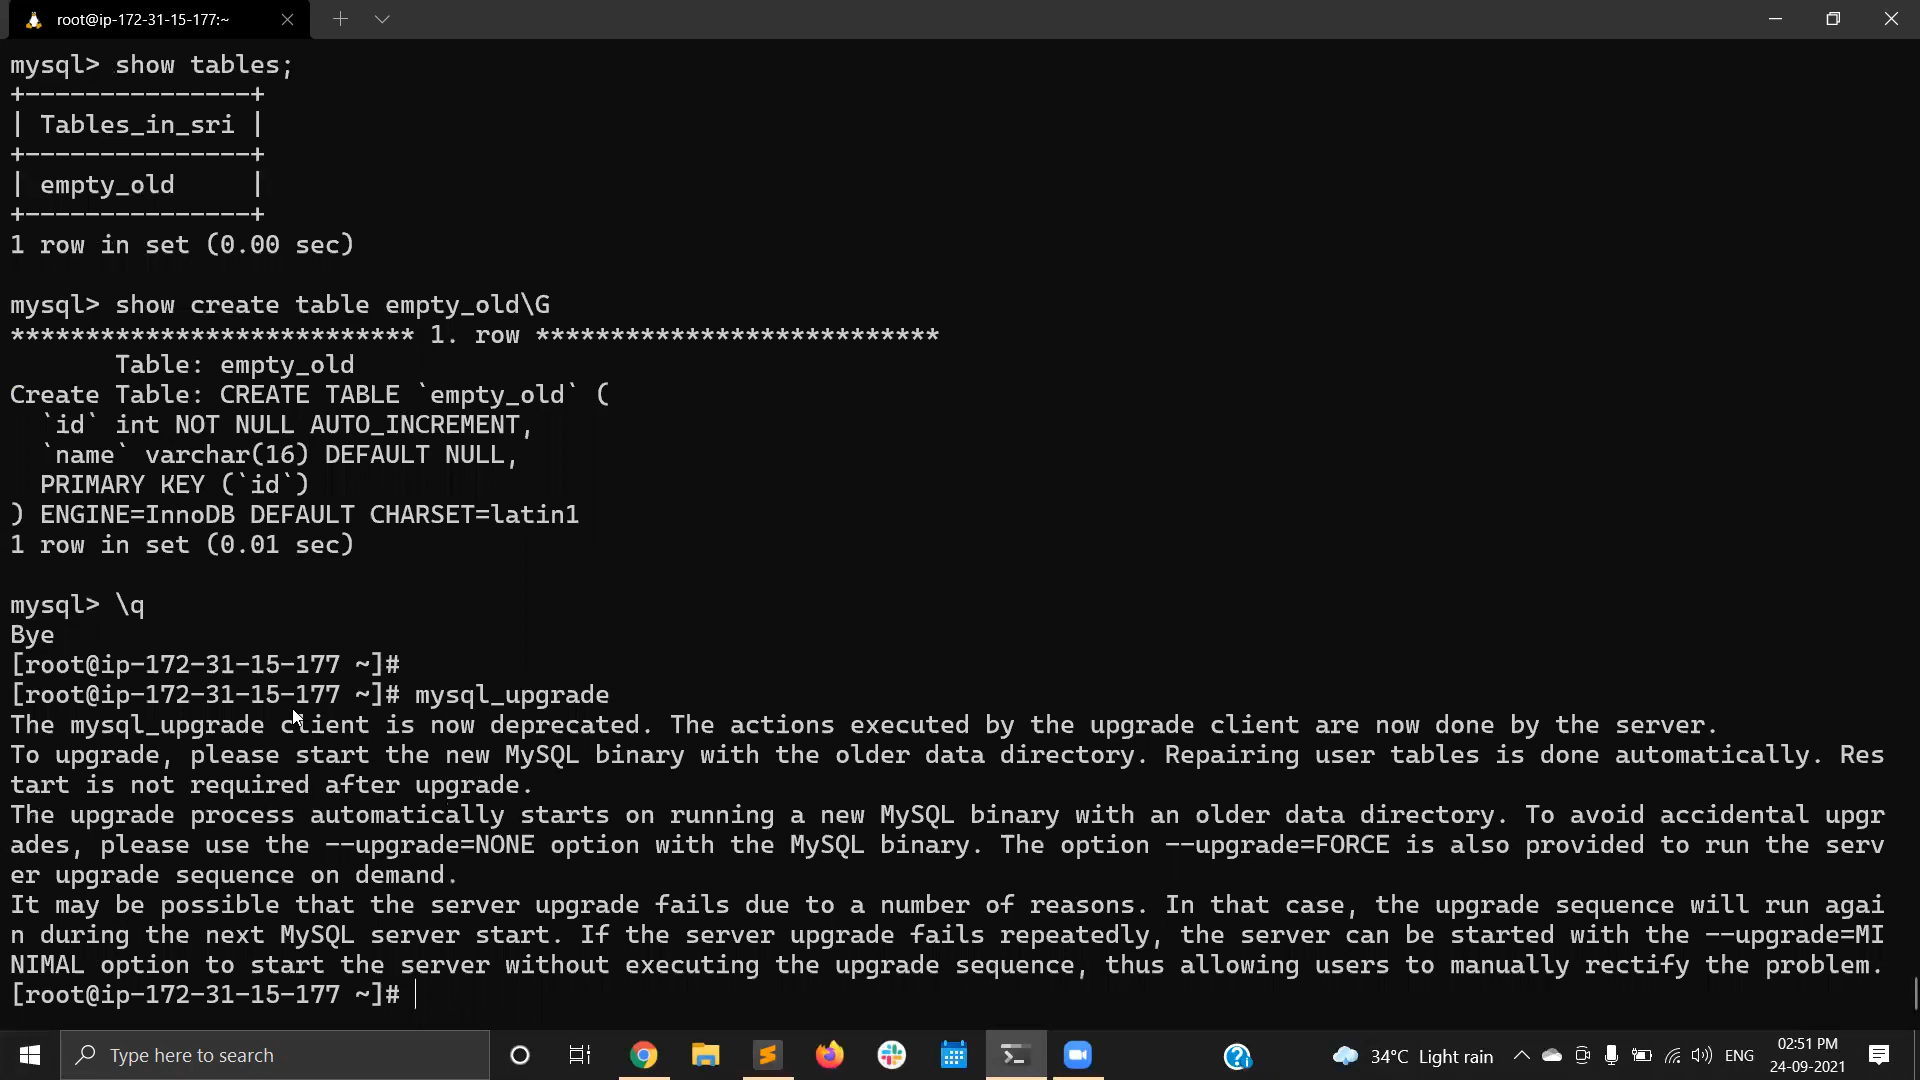 root@ip-172-31-15-177:~
mysql> show tables;
+---------------+
| Tables_in_sri |
+---------------+
| empty_old     |
+---------------+
1 row in set (0.00 sec)
mysql> show create table empty_old\G
*************************** 1. row ***************************
       Table: empty_old
Create Table: CREATE TABLE `empty_old` (
  `id` int NOT NULL AUTO_INCREMENT,
  `name` varchar(16) DEFAULT NULL,
  PRIMARY KEY (`id`)
) ENGINE=InnoDB DEFAULT CHARSET=latin1
1 row in set (0.01 sec)
mysql> \q
Bye
[root@ip-172-31-15-177 ~]#
[root@ip-172-31-15-177 ~]# mysql_upgrade
The mysql_upgrade client is now deprecated. The actions executed by the upgrade client are now done by the server.
To upgrade, please start the new MySQL binary with the older data directory. Repairing user tables is done automatically. Res
tart is not required after upgrade.
The upgrade process automatically starts on running a new MySQL binary with an older data directory. To avoid accidental upgr
ades, please use the --upgrade=NONE option with the MySQL binary. The option --upgrade=FORCE is also provided to run the serv
er upgrade sequence on demand.
It may be possible that the server upgrade fails due to a number of reasons. In that case, the upgrade sequence will run agai
n during the next MySQL server start. If the server upgrade fails repeatedly, the server can be started with the --upgrade=MI
NIMAL option to start the server without executing the upgrade sequence, thus allowing users to manually rectify the problem.
[root@ip-172-31-15-177 ~]#
Type here to search
34°C Light rain
ENG
02:51 PM
24-09-2021